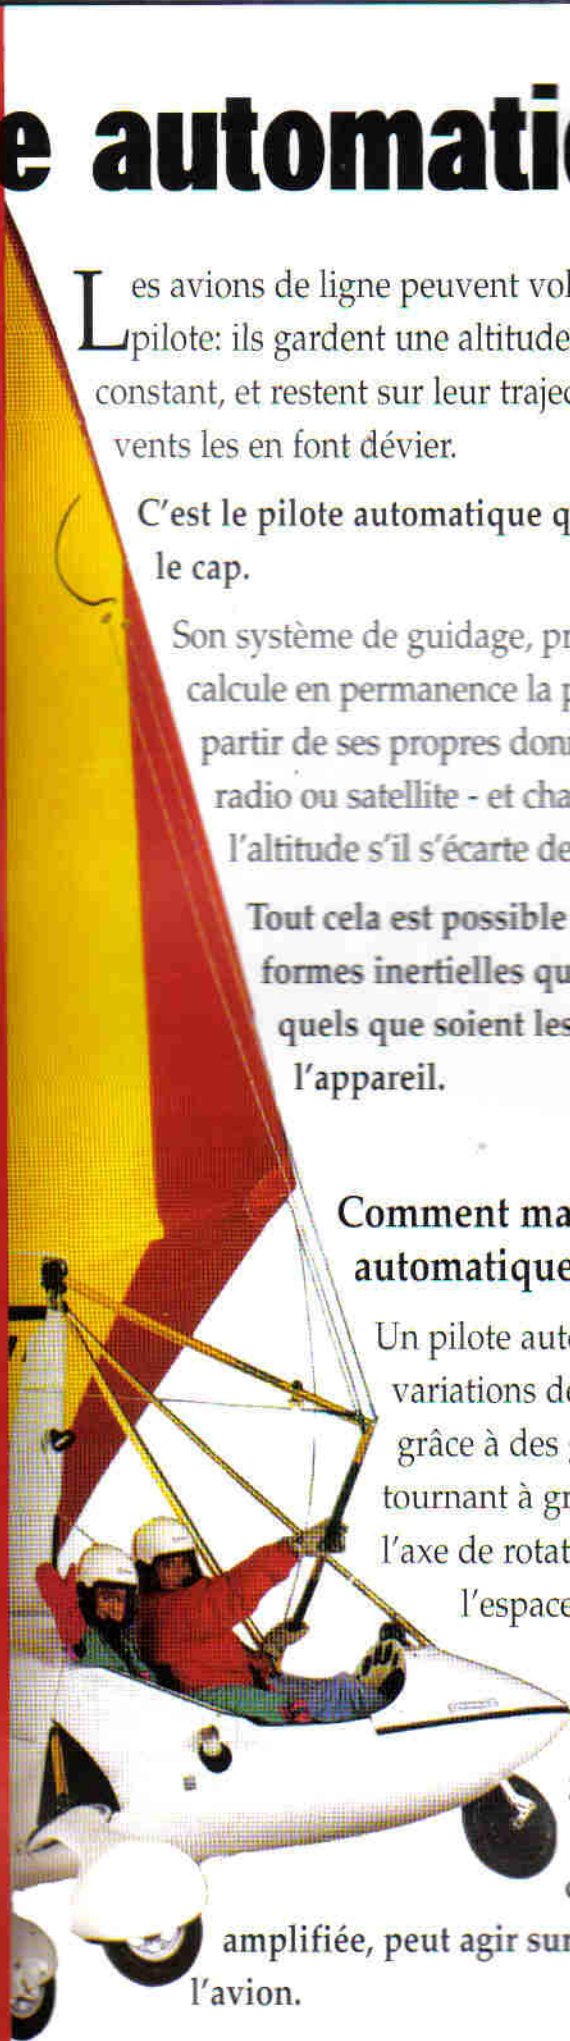 e automati
Les avions de ligne peuvent vol
pilote: ils gardent une altitude
constant, et restent sur leur trajec
vents les en font dévier.
C'est le pilote automatique q
le cap.
Son système de guidage, pr
calcule en permanence la p
partir de ses propres donn
radio ou satellite - et cha
l'altitude s'il s'écarte de
Tout cela est possible
formes inertielles qu
quels que soient les
l'appareil.
Comment ma
automatique
Un pilote auto
variations de
grâce à des
tournant à gr
l'axe de rotat
l'espace
amplifiée, peut agir sur
l'avion.